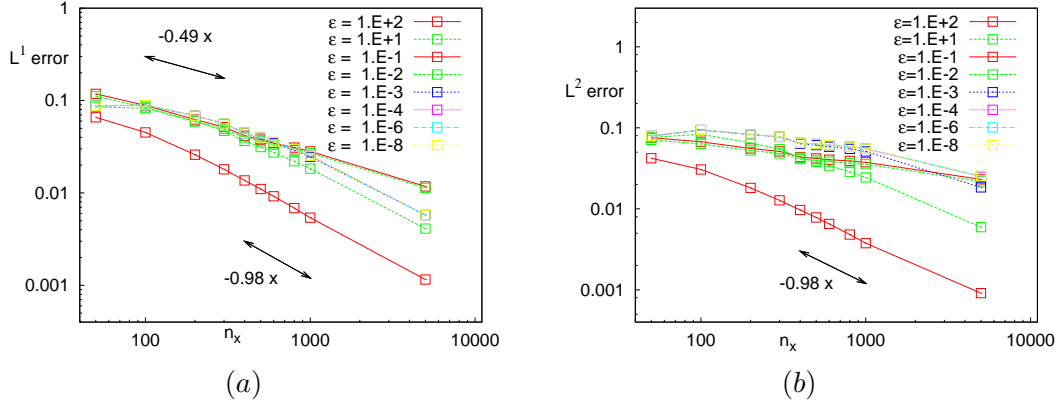 1
0.1
0.01
0.001
100
1000
10000
L¹ error
nₓ
-0.49 x
-0.98 x
ε = 1.E+2
ε = 1.E+1
ε = 1.E-1
ε = 1.E-2
ε = 1.E-3
ε = 1.E-4
ε = 1.E-6
ε = 1.E-8
(a)
1
0.1
0.01
0.001
100
1000
10000
L² error
nₓ
-0.98 x
ε=1.E+2
ε=1.E+1
ε=1.E-1
ε=1.E-2
ε=1.E-3
ε=1.E-4
ε=1.E-6
ε=1.E-8
(b)